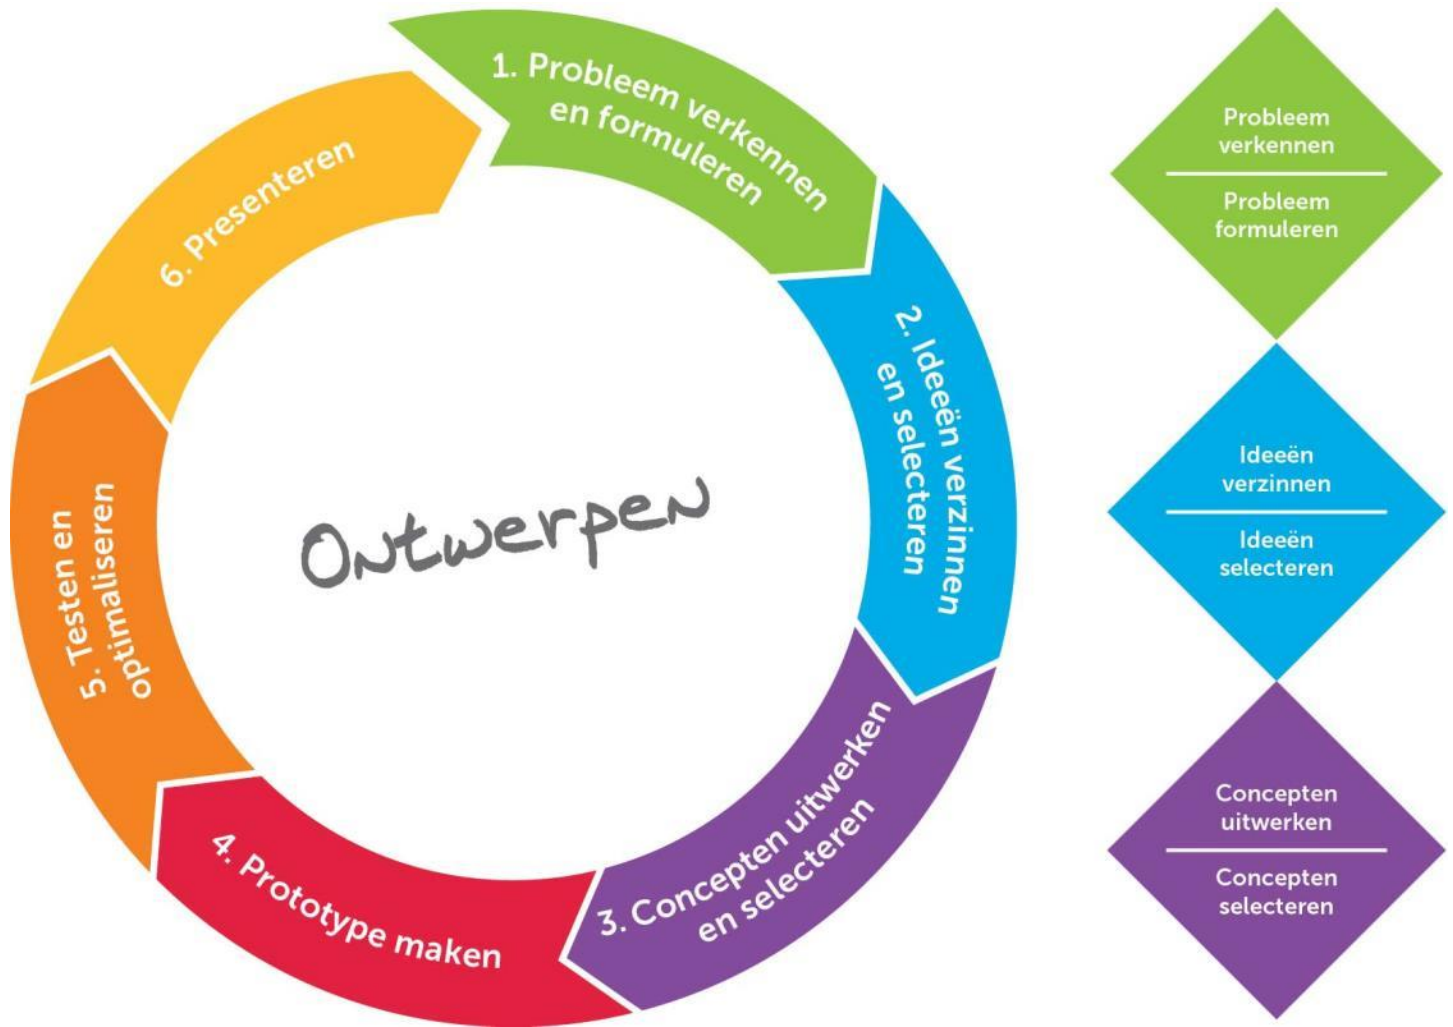 1. Probleem verkennen
en formuleren
2. Ideeën verzinnen
en selecteren
3. Concepten uitwerken
en selecteren
4. Prototype maken
5. Testen en
optimaliseren
6. Presenteren
Ontwerpen
Probleem
verkennen
Probleem
formuleren
Ideeën
verzinnen
Ideeën
selecteren
Concepten
uitwerken
Concepten
selecteren